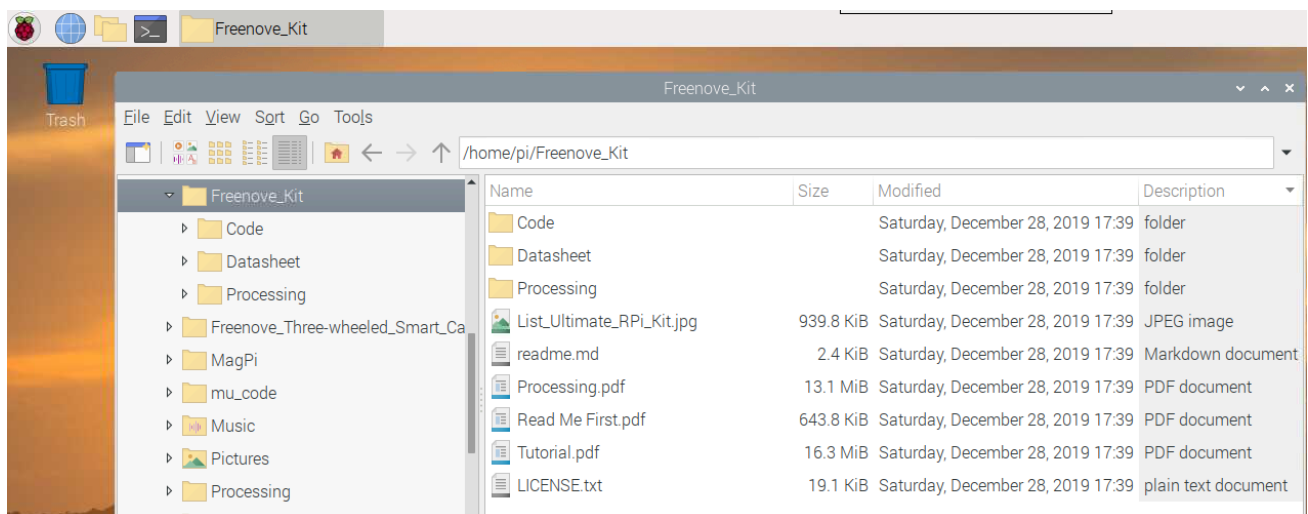 Freenove_Kit
Trash
Freenove_Kit
File Edit View Sort Go Tools
/home/pi/Freenove_Kit
Freenove_Kit
Code
Datasheet
Processing
Freenove_Three-wheeled_Smart_Ca
MagPi
mu_code
Music
Pictures
Processing
Name Size Modified Description
Code Saturday, December 28, 2019 17:39 folder
Datasheet Saturday, December 28, 2019 17:39 folder
Processing Saturday, December 28, 2019 17:39 folder
List_Ultimate_RPi_Kit.jpg 939.8 KiB Saturday, December 28, 2019 17:39 JPEG image
readme.md 2.4 KiB Saturday, December 28, 2019 17:39 Markdown document
Processing.pdf 13.1 MiB Saturday, December 28, 2019 17:39 PDF document
Read Me First.pdf 643.8 KiB Saturday, December 28, 2019 17:39 PDF document
Tutorial.pdf 16.3 MiB Saturday, December 28, 2019 17:39 PDF document
LICENSE.txt 19.1 KiB Saturday, December 28, 2019 17:39 plain text document